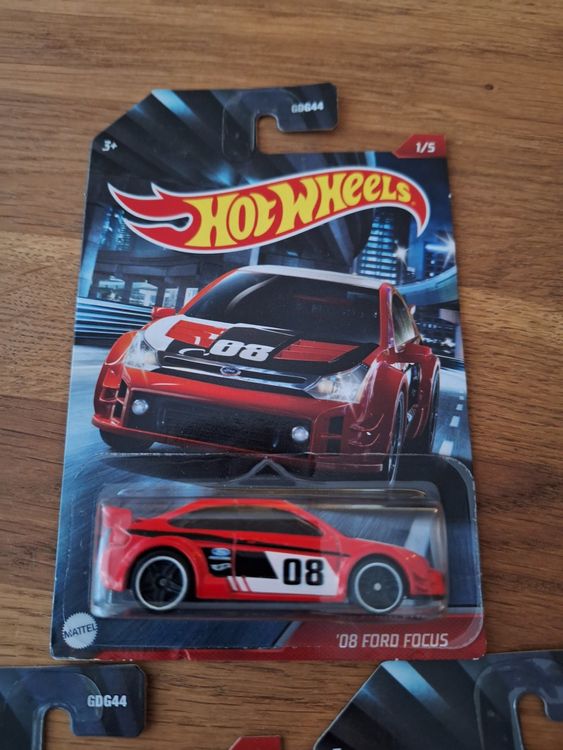 GDG44
3+
1/5
HOT WHEELS
08
08
MATTEL
'08 FORD FOCUS
GDG44